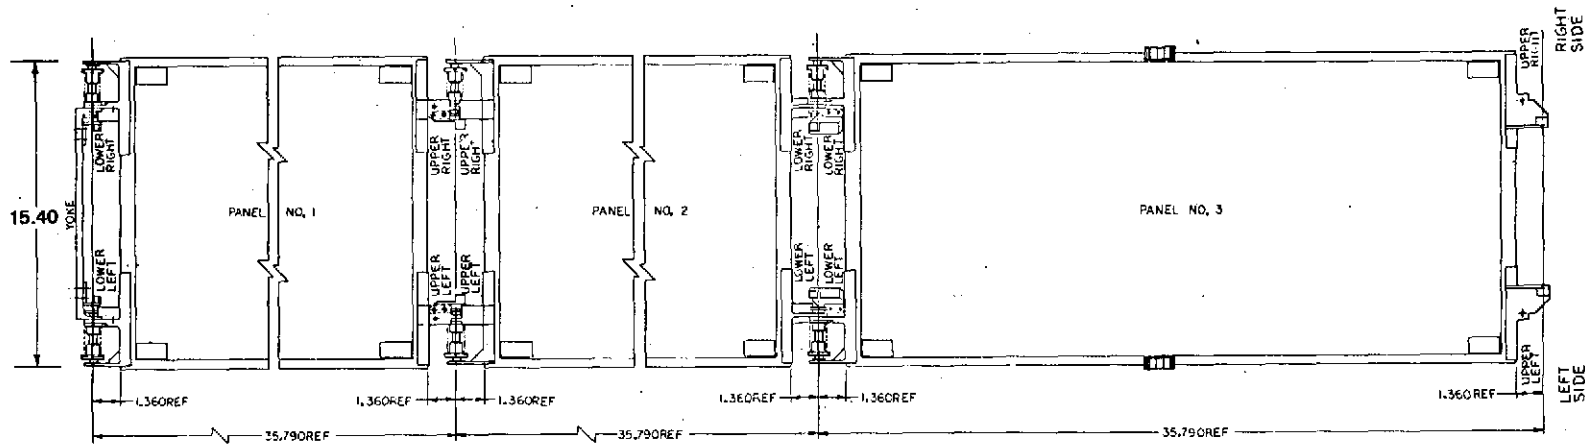 RIGHT
SIDE
UPPER
RIGHT
LOWER
RIGHT
UPPER
RIGHT
UPPER
RIGHT
LOWER
RIGHT
LOWER
RIGHT
15.40
YOKE
PANEL NO. 1
PANEL NO. 2
PANEL NO. 3
LOWER
LEFT
UPPER
LEFT
UPPER
LEFT
LOWER
LEFT
LOWER
LEFT
UPPER
LEFT
LEFT
SIDE
1.360REF
1.360REF
1.360REF
1.360REF
1.360REF
1.360REF
35.790REF
35.790REF
35.790REF